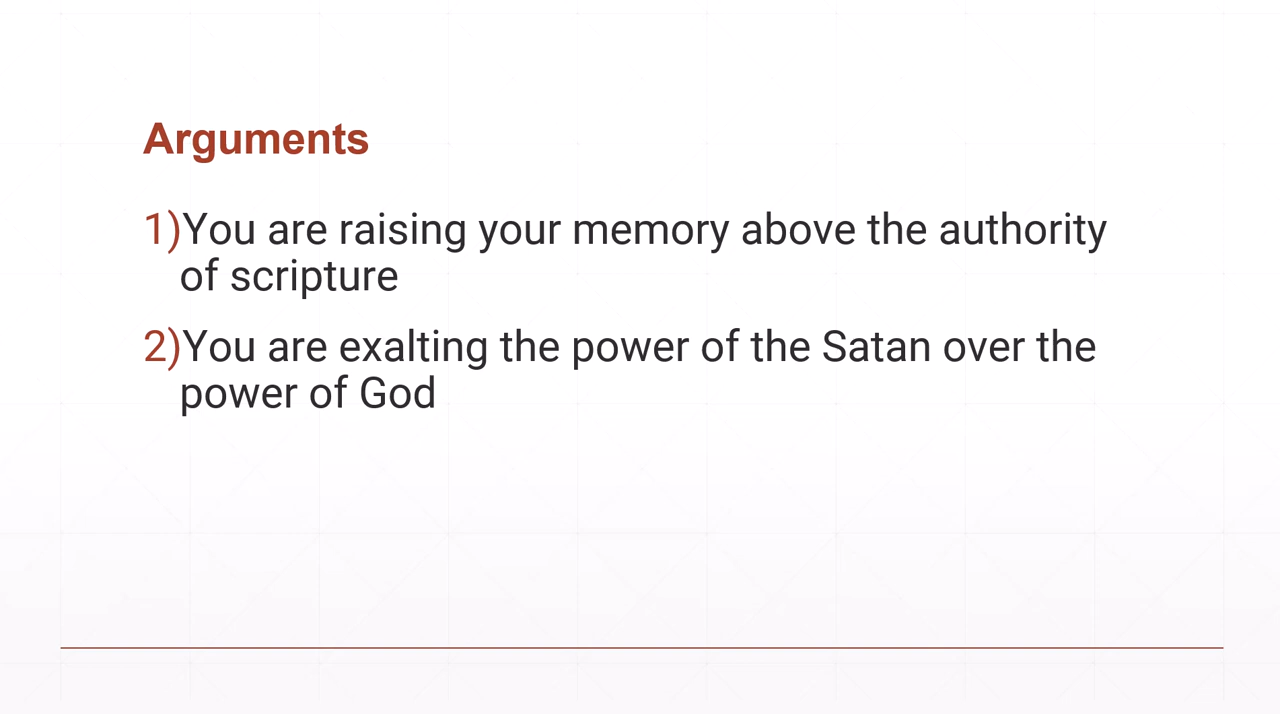 Arguments
1)You are raising your memory above the authority
of scripture
2)You are exalting the power of the Satan over the
power of God